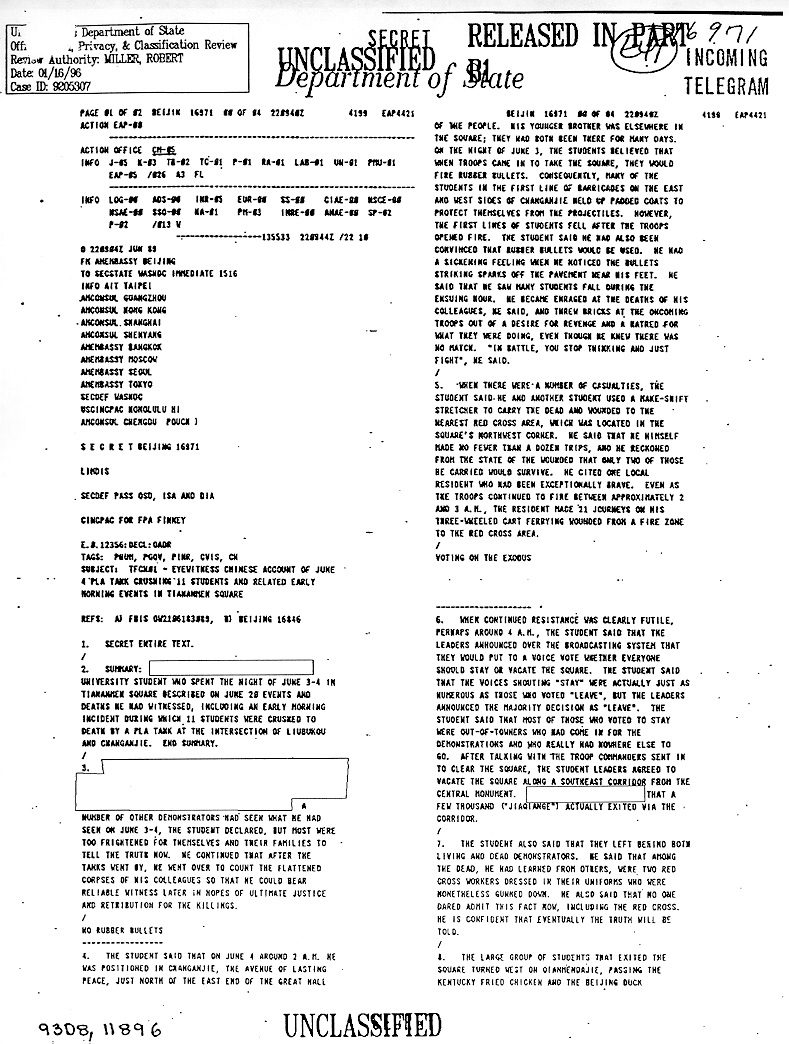 Department of State
Privacy, & Classification Review
Review Authority: MILLER, ROBERT
Date: 01/16/96
Case ID: 9205307
SECRET
UNCLASSIFIED
Department of State
RELEASED IN PART
B1
INCOMING
TELEGRAM
PAGE 01 OF 02 BEIJIN 16971 00 OF 04 220940Z 4199 EAP4421
ACTION EAP-00
ACTION OFFICE CM-05
INFO J-05 K-03 TB-02 TC-01 P-01 RA-01 LAB-01 UN-01 PMU-01
EAP-05 /026 A3 FL
INFO LOG-00 ADS-00 INR-05 EUR-00 SS-00 CIAE-00 NSCE-00
NSAE-00 SSO-00 HA-01 PM-03 INRE-00 ANAE-00 SP-02
P-02 /013 W
135533 220944Z /22 10
O 220904Z JUN 89
FM AMEMBASSY BEIJING
TO SECSTATE WASHDC IMMEDIATE 1516
INFO AIT TAIPEI
AMCONSUL GUANGZHOU
AMCONSUL HONG KONG
AMCONSUL SHANGHAI
AMCONSUL SHENYANG
AMEMBASSY BANGKOK
AMEMBASSY MOSCOW
AMEMBASSY SEOUL
AMEMBASSY TOKYO
SECDEF WASHDC
USCINCPAC HONOLULU HI
AMCONSUL CHENGDU POUCH
S E C R E T BEIJING 16971
LIMDIS
SECDEF PASS OSD, ISA AND DIA
CINCPAC FOR FPA FINNEY
E.O. 12356: DECL: OADR
TAGS: PHUM, PGOV, PINR, CVIS, CH
SUBJECT: TFCH01 - EYEWITNESS CHINESE ACCOUNT OF JUNE
4 PLA TANK CRUSHING 11 STUDENTS AND RELATED EARLY
MORNING EVENTS IN TIANANMEN SQUARE
REFS: A) FBIS OW2106183089, B) BEIJING 16846
1. SECRET ENTIRE TEXT.
/
2. SUMMARY:
UNIVERSITY STUDENT WHO SPENT THE NIGHT OF JUNE 3-4 IN
TIANANMEN SQUARE DESCRIBED ON JUNE 20 EVENTS AND
DEATHS HE HAD WITNESSED, INCLUDING AN EARLY MORNING
INCIDENT DURING WHICH 11 STUDENTS WERE CRUSHED TO
DEATH BY A PLA TANK AT THE INTERSECTION OF LIUBUKOU
AND CHANGANJIE. END SUMMARY.
/
3.
A
NUMBER OF OTHER DEMONSTRATORS HAD SEEN WHAT HE HAD
SEEN ON JUNE 3-4, THE STUDENT DECLARED, BUT MOST WERE
TOO FRIGHTENED FOR THEMSELVES AND THEIR FAMILIES TO
TELL THE TRUTH NOW. HE CONTINUED THAT AFTER THE
TANKS WENT BY, HE WENT OVER TO COUNT THE FLATTENED
CORPSES OF HIS COLLEAGUES SO THAT HE COULD BEAR
RELIABLE WITNESS LATER IN HOPES OF ULTIMATE JUSTICE
AND RETRIBUTION FOR THE KILLINGS.
/
NO RUBBER BULLETS
4. THE STUDENT SAID THAT ON JUNE 4 AROUND 2 A.M. HE
WAS POSITIONED IN CHANGANJIE, THE AVENUE OF LASTING
PEACE, JUST NORTH OF THE EAST END OF THE GREAT HALL
BEIJIN 16971 00 OF 04 220940Z 4199 EAP4421
OF THE PEOPLE. HIS YOUNGER BROTHER WAS ELSEWHERE IN
THE SQUARE; THEY HAD BOTH BEEN THERE FOR MANY DAYS.
ON THE NIGHT OF JUNE 3, THE STUDENTS BELIEVED THAT
WHEN TROOPS CAME IN TO TAKE THE SQUARE, THEY WOULD
FIRE RUBBER BULLETS. CONSEQUENTLY, MANY OF THE
STUDENTS IN THE FIRST LINE OF BARRICADES ON THE EAST
AND WEST SIDES OF CHANGANJIE HELD UP PADDED COATS TO
PROTECT THEMSELVES FROM THE PROJECTILES. HOWEVER,
THE FIRST LINES OF STUDENTS FELL AFTER THE TROOPS
OPENED FIRE. THE STUDENT SAID HE HAD ALSO BEEN
CONVINCED THAT RUBBER BULLETS WOULD BE USED. HE HAD
A SICKENING FEELING WHEN HE NOTICED THE BULLETS
STRIKING SPARKS OFF THE PAVEMENT NEAR HIS FEET. HE
SAID THAT HE SAW MANY STUDENTS FALL DURING THE
ENSUING HOUR. HE BECAME ENRAGED AT THE DEATHS OF HIS
COLLEAGUES, HE SAID, AND THREW BRICKS AT THE ONCOMING
TROOPS OUT OF A DESIRE FOR REVENGE AND A HATRED FOR
WHAT THEY WERE DOING, EVEN THOUGH HE KNEW THERE WAS
NO MATCH. "IN BATTLE, YOU STOP THINKING AND JUST
FIGHT", HE SAID.
/
5. WHEN THERE WERE A NUMBER OF CASUALTIES, THE
STUDENT SAID HE AND ANOTHER STUDENT USED A MAKE-SHIFT
STRETCHER TO CARRY THE DEAD AND WOUNDED TO THE
NEAREST RED CROSS AREA, WHICH WAS LOCATED IN THE
SQUARE'S NORTHWEST CORNER. HE SAID THAT HE HIMSELF
MADE NO FEWER THAN A DOZEN TRIPS, AND HE RECKONED
FROM THE STATE OF THE WOUNDED THAT ONLY TWO OF THOSE
HE CARRIED WOULD SURVIVE. HE CITED ONE LOCAL
RESIDENT WHO HAD BEEN EXCEPTIONALLY BRAVE. EVEN AS
THE TROOPS CONTINUED TO FIRE BETWEEN APPROXIMATELY 2
AND 3 A.M., THE RESIDENT MADE 11 JOURNEYS ON HIS
THREE-WHEELED CART FERRYING WOUNDED FROM A FIRE ZONE
TO THE RED CROSS AREA.
/
VOTING ON THE EXODUS
6. WHEN CONTINUED RESISTANCE WAS CLEARLY FUTILE,
PERHAPS AROUND 4 A.M., THE STUDENT SAID THAT THE
LEADERS ANNOUNCED OVER THE BROADCASTING SYSTEM THAT
THEY WOULD PUT TO A VOICE VOTE WHETHER EVERYONE
SHOULD STAY OR VACATE THE SQUARE. THE STUDENT SAID
THAT THE VOICES SHOUTING "STAY" WERE ACTUALLY JUST AS
NUMEROUS AS THOSE WHO VOTED "LEAVE", BUT THE LEADERS
ANNOUNCED THE MAJORITY DECISION AS "LEAVE". THE
STUDENT SAID THAT MOST OF THOSE WHO VOTED TO STAY
WERE OUT-OF-TOWNERS WHO HAD COME IN FOR THE
DEMONSTRATIONS AND WHO REALLY HAD NOWHERE ELSE TO
GO. AFTER TALKING WITH THE TROOP COMMANDERS SENT IN
TO CLEAR THE SQUARE, THE STUDENT LEADERS AGREED TO
VACATE THE SQUARE ALONG A SOUTHEAST CORRIDOR FROM THE
CENTRAL MONUMENT. THAT A
FEW THOUSAND ("JIAQIANGE") ACTUALLY EXITED VIA THE
CORRIDOR.
/
7. THE STUDENT ALSO SAID THAT THEY LEFT BEHIND BOTH
LIVING AND DEAD DEMONSTRATORS. HE SAID THAT AMONG
THE DEAD, HE HAD LEARNED FROM OTHERS, WERE TWO RED
CROSS WORKERS DRESSED IN THEIR UNIFORMS WHO WERE
NONETHELESS GUNNED DOWN. HE ALSO SAID THAT NO ONE
DARED ADMIT THIS FACT NOW, INCLUDING THE RED CROSS.
HE IS CONFIDENT THAT EVENTUALLY THE TRUTH WILL BE
TOLD.
/
8. THE LARGE GROUP OF STUDENTS THAT EXITED THE
SQUARE TURNED WEST ON QIANMENDAJIE, PASSING THE
KENTUCKY FRIED CHICKEN AND THE BEIJING DUCK
9308, 11896
UNCLASSIFIED